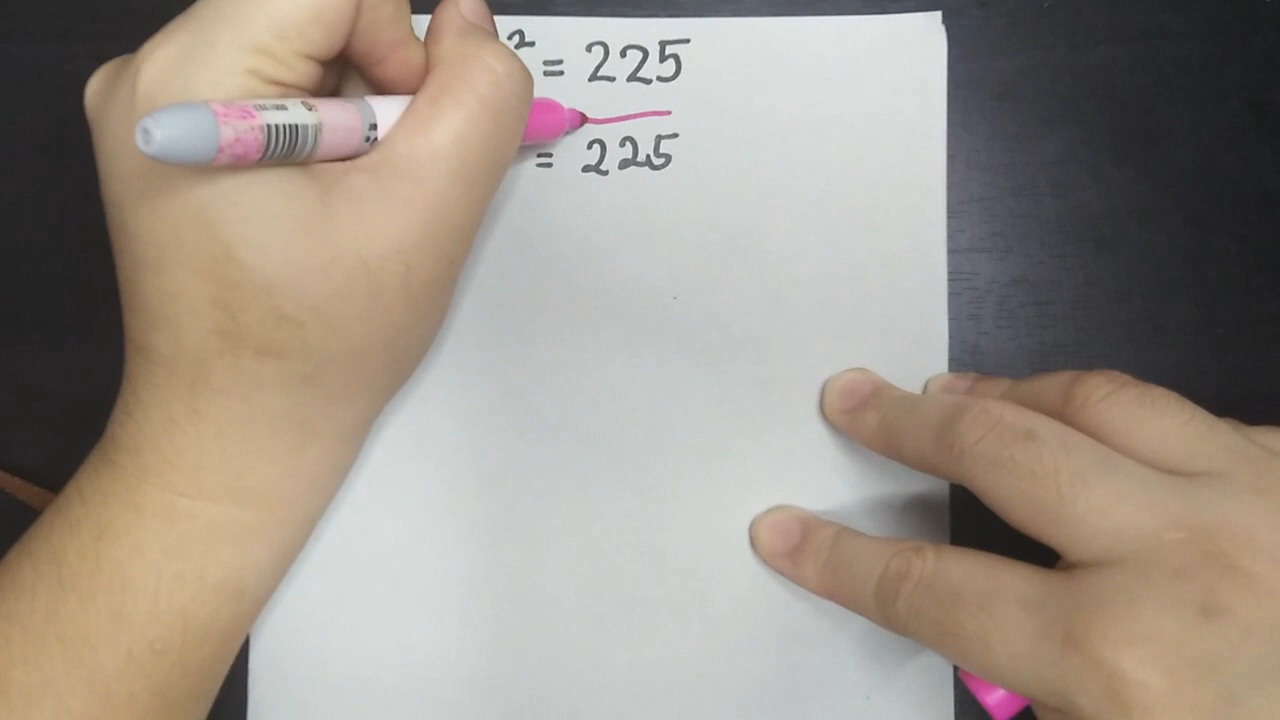 ² = 225
= 225